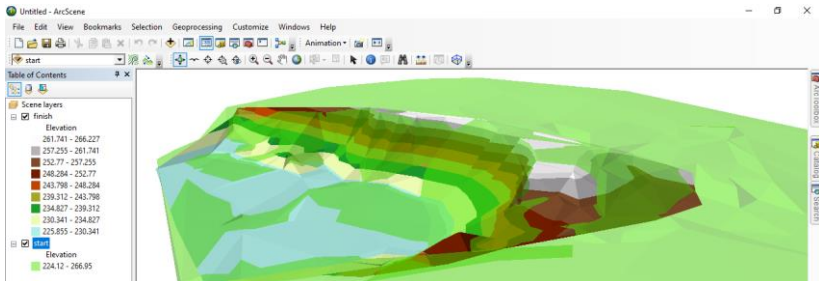 Untitled - ArcScene
File Edit View Bookmarks Selection Geoprocessing Customize Windows Help
Animation
start
Table of Contents
Scene layers
finish
Elevation
261.741 - 266.227
257.255 - 261.741
252.77 - 257.255
248.284 - 252.77
243.798 - 248.284
239.312 - 243.798
234.827 - 239.312
230.341 - 234.827
225.855 - 230.341
start
Elevation
224.12 - 266.95
ArcToolbox
Catalog
Search